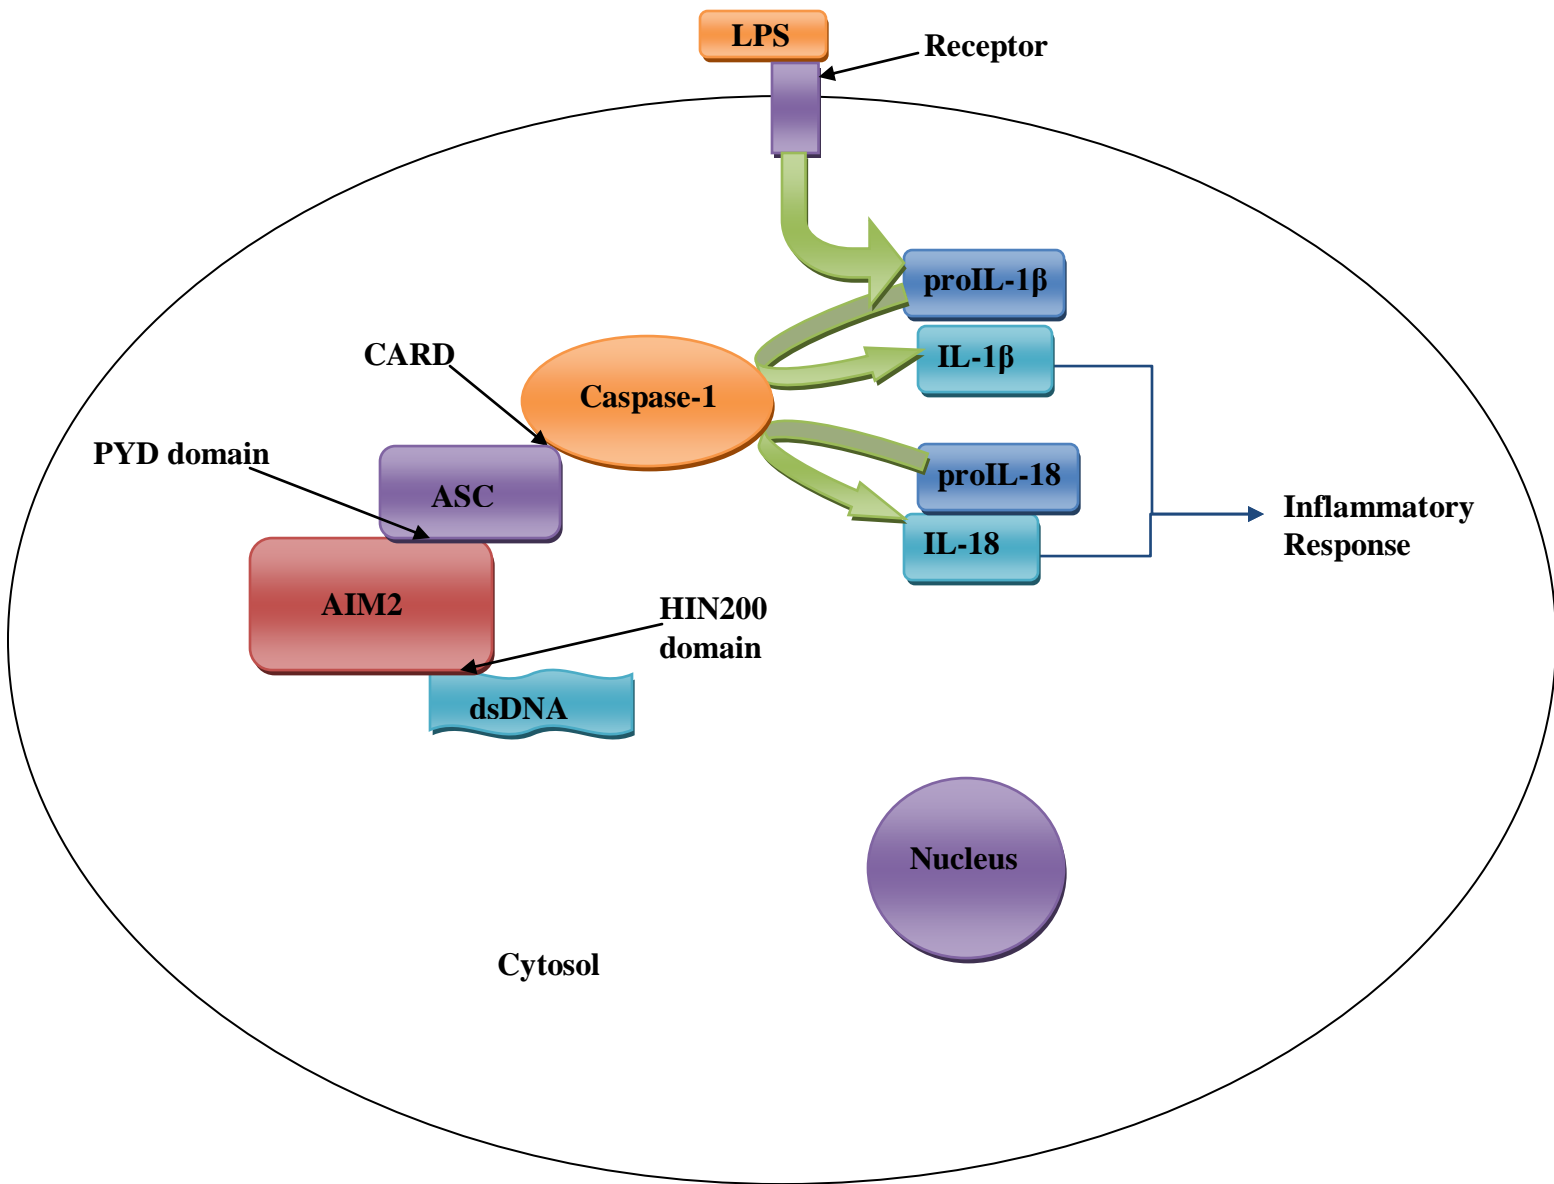 LPS
Receptor
proIL-1β
IL-1β
CARD
Caspase-1
PYD domain
ASC
proIL-18
IL-18
Inflammatory
Response
AIM2
HIN200
domain
dsDNA
Nucleus
Cytosol